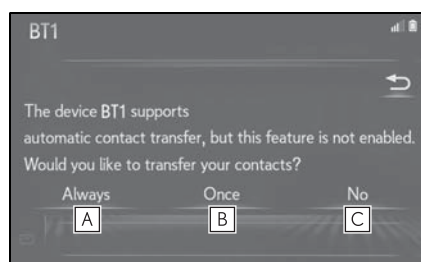 BT1
The device BT1 supports
automatic contact transfer, but this feature is not enabled.
Would you like to transfer your contacts?
Always Once No
A B C